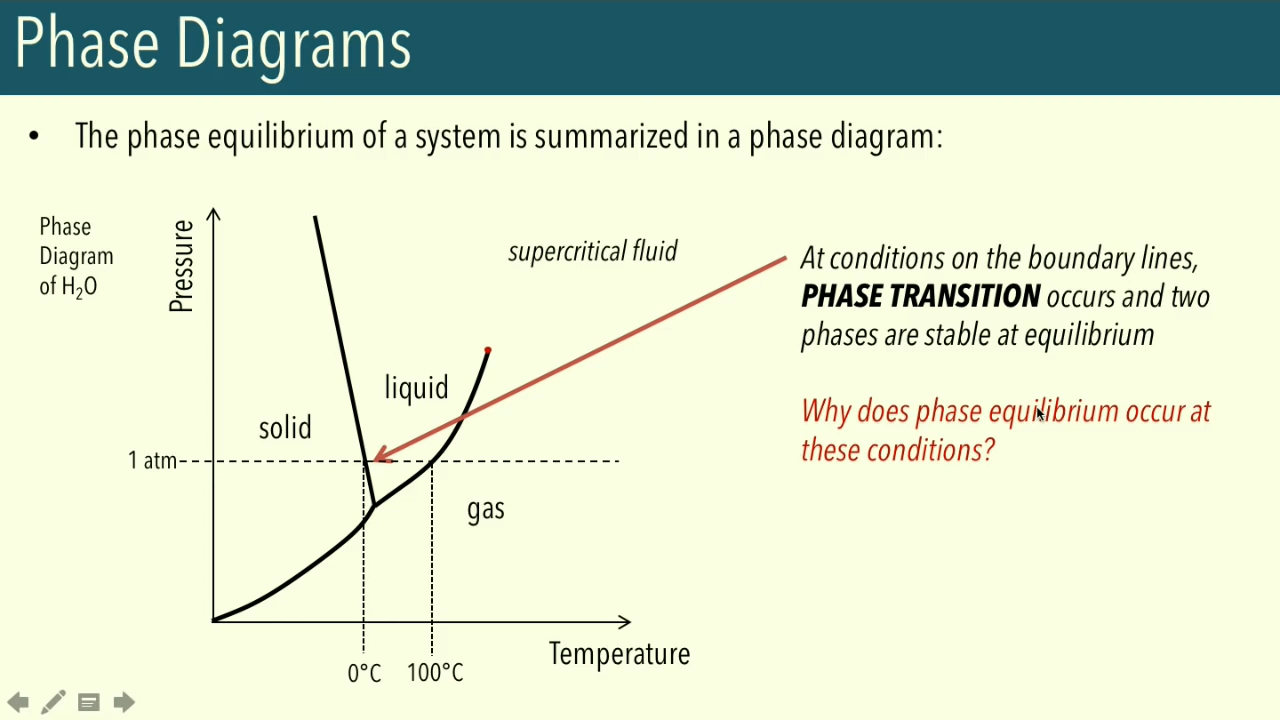 Phase Diagrams
• The phase equilibrium of a system is summarized in a phase diagram:
Phase
Diagram
of H₂O
Pressure
supercritical fluid
liquid
solid
1 atm
gas
0°C
100°C
Temperature
At conditions on the boundary lines,
PHASE TRANSITION occurs and two
phases are stable at equilibrium
Why does phase equilibrium occur at
these conditions?